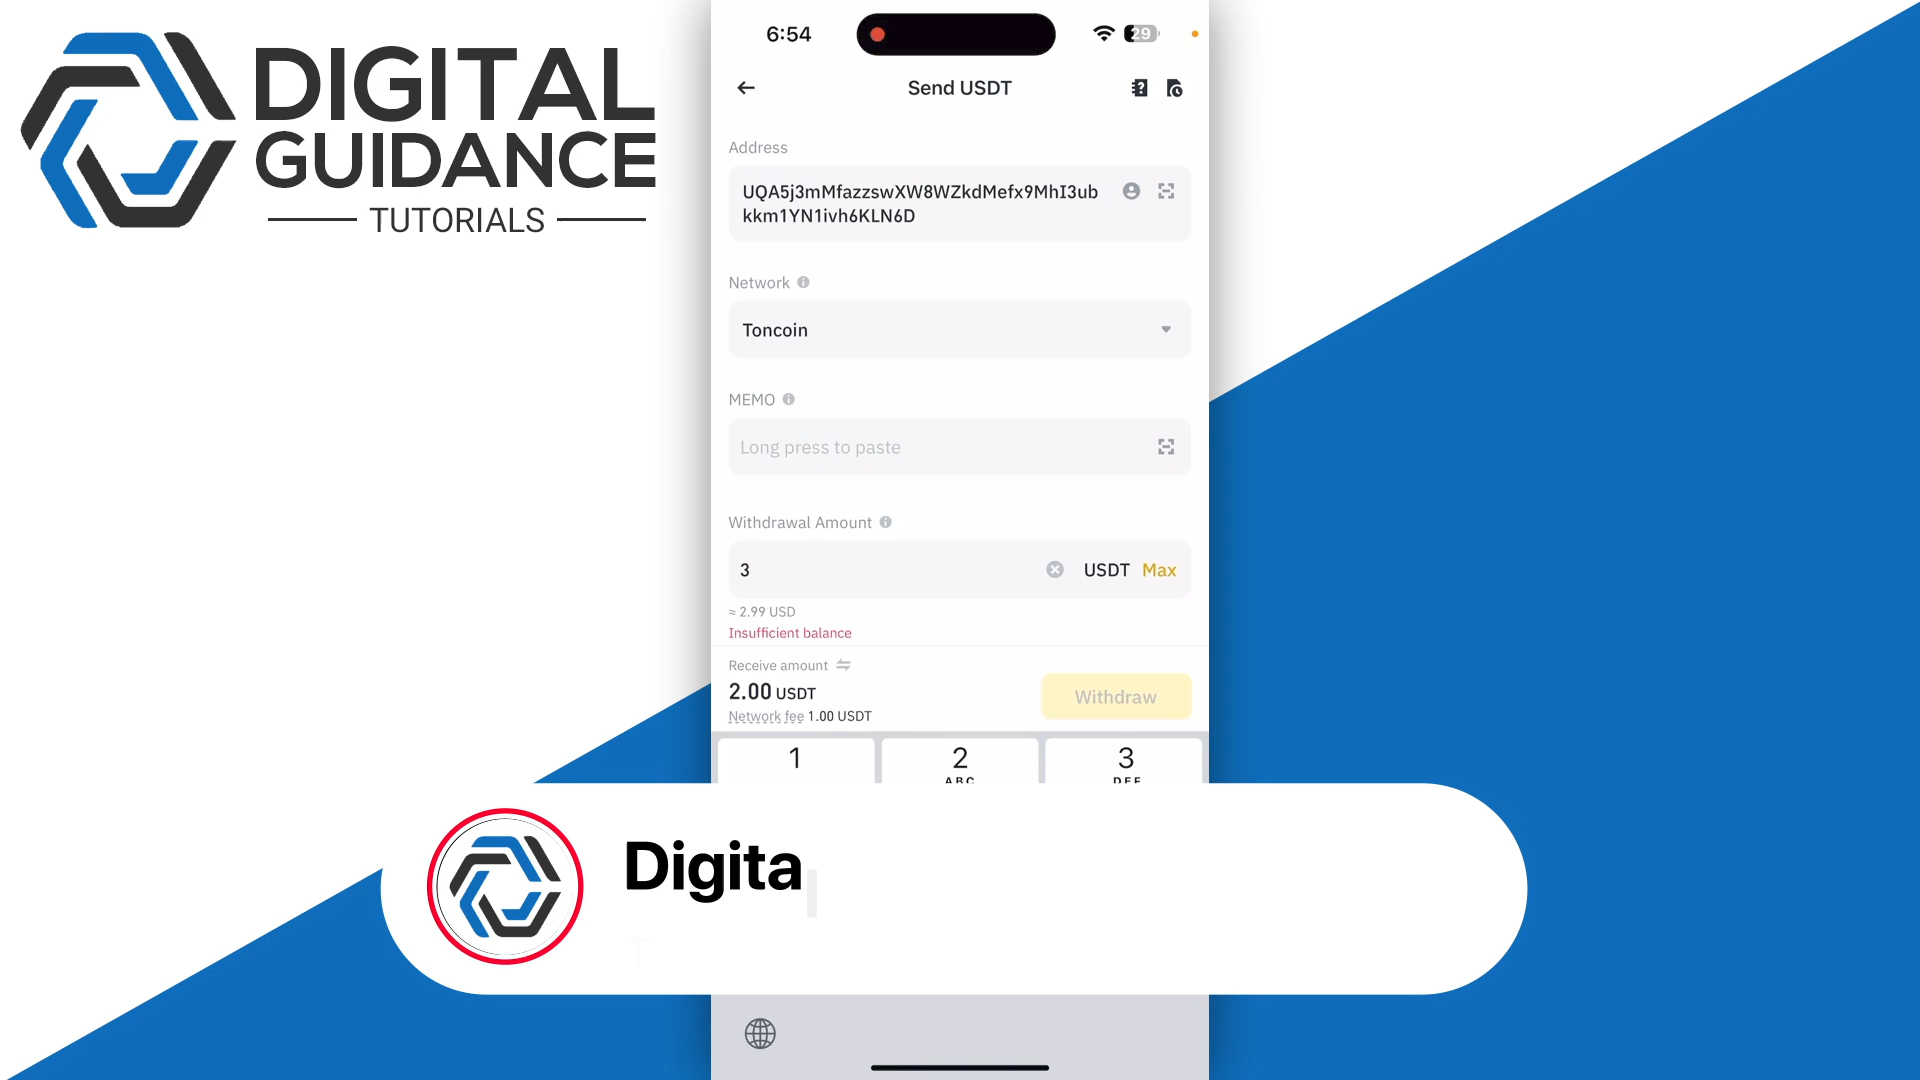 DIGITAL
GUIDANCE
TUTORIALS
6:54
29
Send USDT
Address
UQA5j3mMfazzswXW8WZkdMefx9MhI3ub
kkm1YN1ivh6KLN6D
Network
Toncoin
MEMO
Long press to paste
Withdrawal Amount
3 USDT Max
≈ 2.99 USD
Insufficient balance
Receive amount
2.00 USDT
Network fee 1.00 USDT
Withdraw
1 2 3
ABC DEF
Digita
T